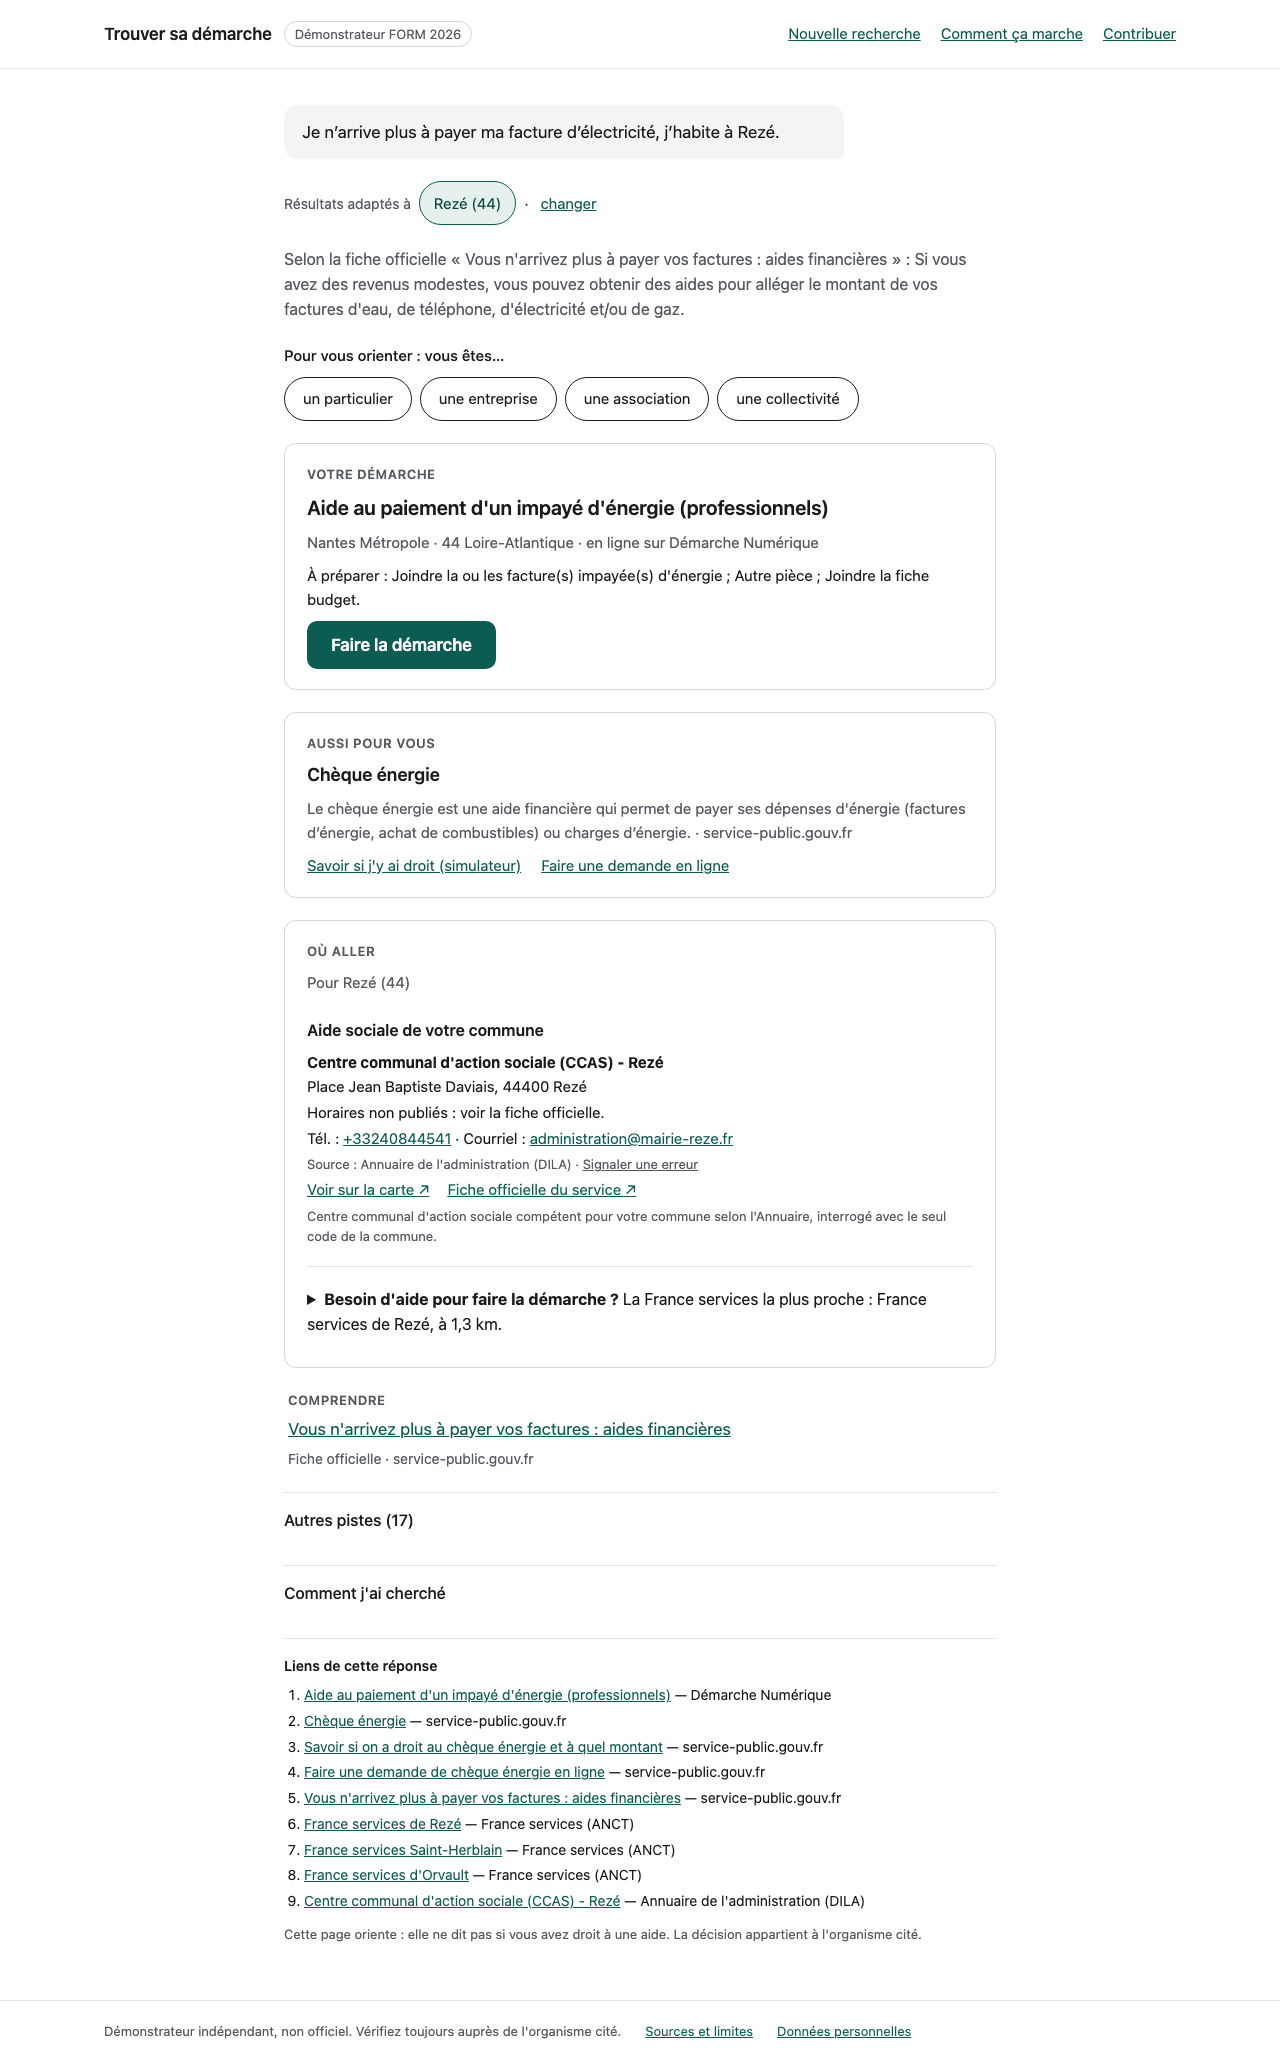 Trouver sa démarche
Démonstrateur FORM 2026
Nouvelle recherche
Comment ça marche
Contribuer
Je n’arrive plus à payer ma facture d’électricité, j’habite à Rezé.
Résultats adaptés à
Rezé (44)
·
changer
Selon la fiche officielle « Vous n'arrivez plus à payer vos factures : aides financières » : Si vous
avez des revenus modestes, vous pouvez obtenir des aides pour alléger le montant de vos
factures d'eau, de téléphone, d'électricité et/ou de gaz.
Pour vous orienter : vous êtes…
un particulier
une entreprise
une association
une collectivité
VOTRE DÉMARCHE
Aide au paiement d'un impayé d'énergie (professionnels)
Nantes Métropole · 44 Loire-Atlantique · en ligne sur Démarche Numérique
À préparer : Joindre la ou les facture(s) impayée(s) d'énergie ; Autre pièce ; Joindre la fiche
budget.
Faire la démarche
AUSSI POUR VOUS
Chèque énergie
Le chèque énergie est une aide financière qui permet de payer ses dépenses d'énergie (factures
d’énergie, achat de combustibles) ou charges d’énergie. · service-public.gouv.fr
Savoir si j'y ai droit (simulateur)
Faire une demande en ligne
OÙ ALLER
Pour Rezé (44)
Aide sociale de votre commune
Centre communal d'action sociale (CCAS) - Rezé
Place Jean Baptiste Daviais, 44400 Rezé
Horaires non publiés : voir la fiche officielle.
Tél. : +33240844541 · Courriel : administration@mairie-reze.fr
Source : Annuaire de l'administration (DILA) · Signaler une erreur
Voir sur la carte ↗
Fiche officielle du service ↗
Centre communal d'action sociale compétent pour votre commune selon l'Annuaire, interrogé avec le seul
code de la commune.
▶ Besoin d'aide pour faire la démarche ? La France services la plus proche : France
services de Rezé, à 1,3 km.
COMPRENDRE
Vous n'arrivez plus à payer vos factures : aides financières
Fiche officielle · service-public.gouv.fr
Autres pistes (17)
Comment j'ai cherché
Liens de cette réponse
1. Aide au paiement d'un impayé d'énergie (professionnels) — Démarche Numérique
2. Chèque énergie — service-public.gouv.fr
3. Savoir si on a droit au chèque énergie et à quel montant — service-public.gouv.fr
4. Faire une demande de chèque énergie en ligne — service-public.gouv.fr
5. Vous n'arrivez plus à payer vos factures : aides financières — service-public.gouv.fr
6. France services de Rezé — France services (ANCT)
7. France services Saint-Herblain — France services (ANCT)
8. France services d'Orvault — France services (ANCT)
9. Centre communal d'action sociale (CCAS) - Rezé — Annuaire de l'administration (DILA)
Cette page oriente : elle ne dit pas si vous avez droit à une aide. La décision appartient à l'organisme cité.
Démonstrateur indépendant, non officiel. Vérifiez toujours auprès de l'organisme cité.
Sources et limites
Données personnelles